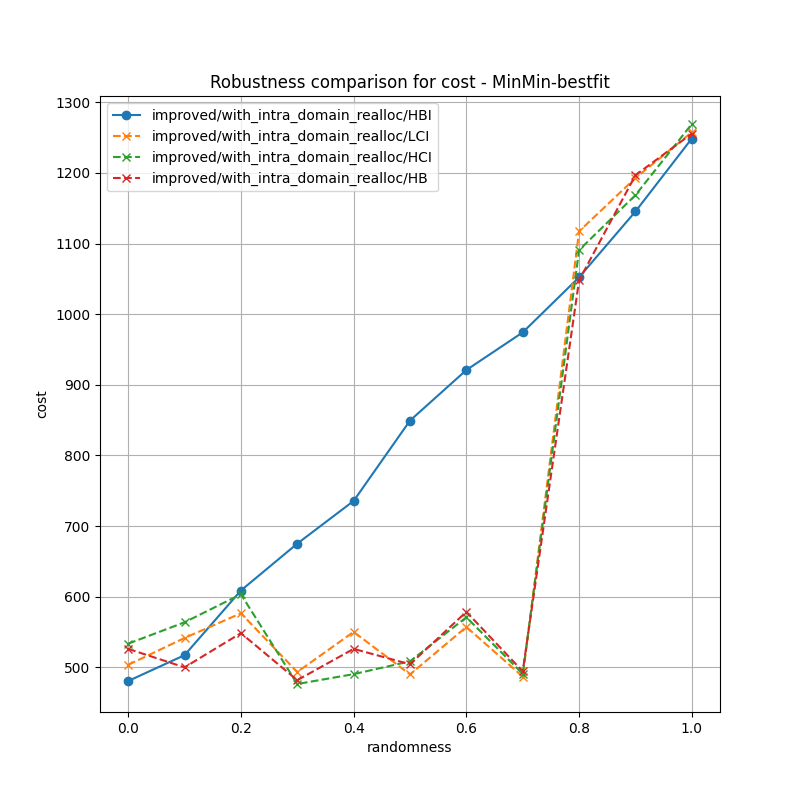 Robustness comparison for cost - MinMin-bestfit
improved/with_intra_domain_realloc/HBI
improved/with_intra_domain_realloc/LCI
improved/with_intra_domain_realloc/HCI
improved/with_intra_domain_realloc/HB
1300
1200
1100
1000
900
800
700
600
500
cost
0.0 0.2 0.4 0.6 0.8 1.0
randomness